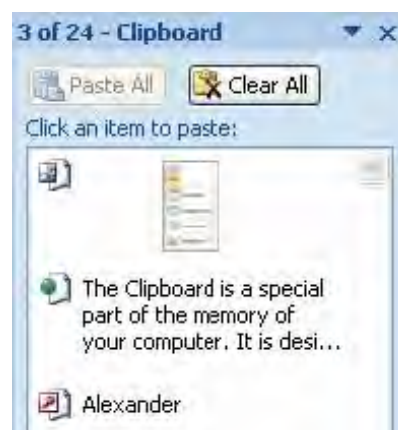 3 of 24 - Clipboard
Paste All
Clear All
Click an item to paste:
The Clipboard is a special
part of the memory of
your computer. It is desi...
Alexander